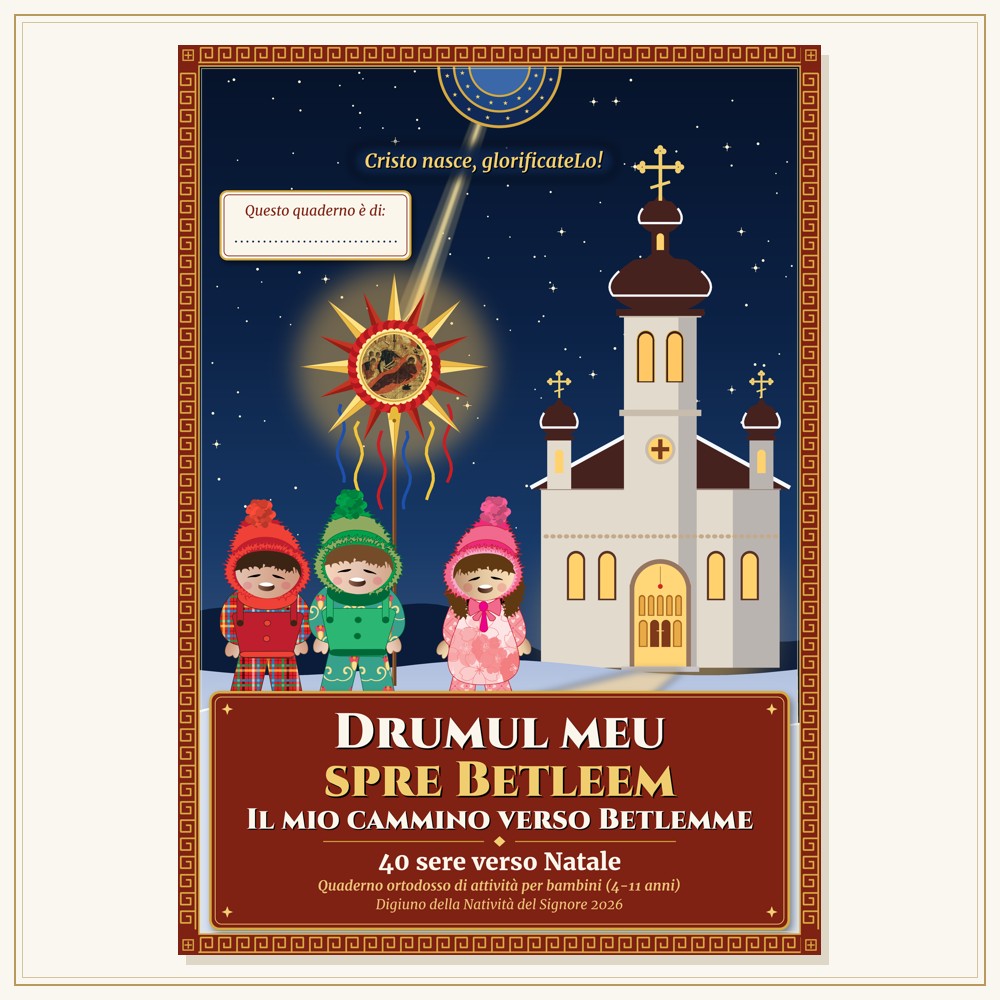 Cristo nasce, glorificateLo!
Questo quaderno è di:
Drumul meu
spre Betleem
Il mio cammino verso Betlemme
40 sere verso Natale
Quaderno ortodosso di attività per bambini (4-11 anni)
Digiuno della Natività del Signore 2026